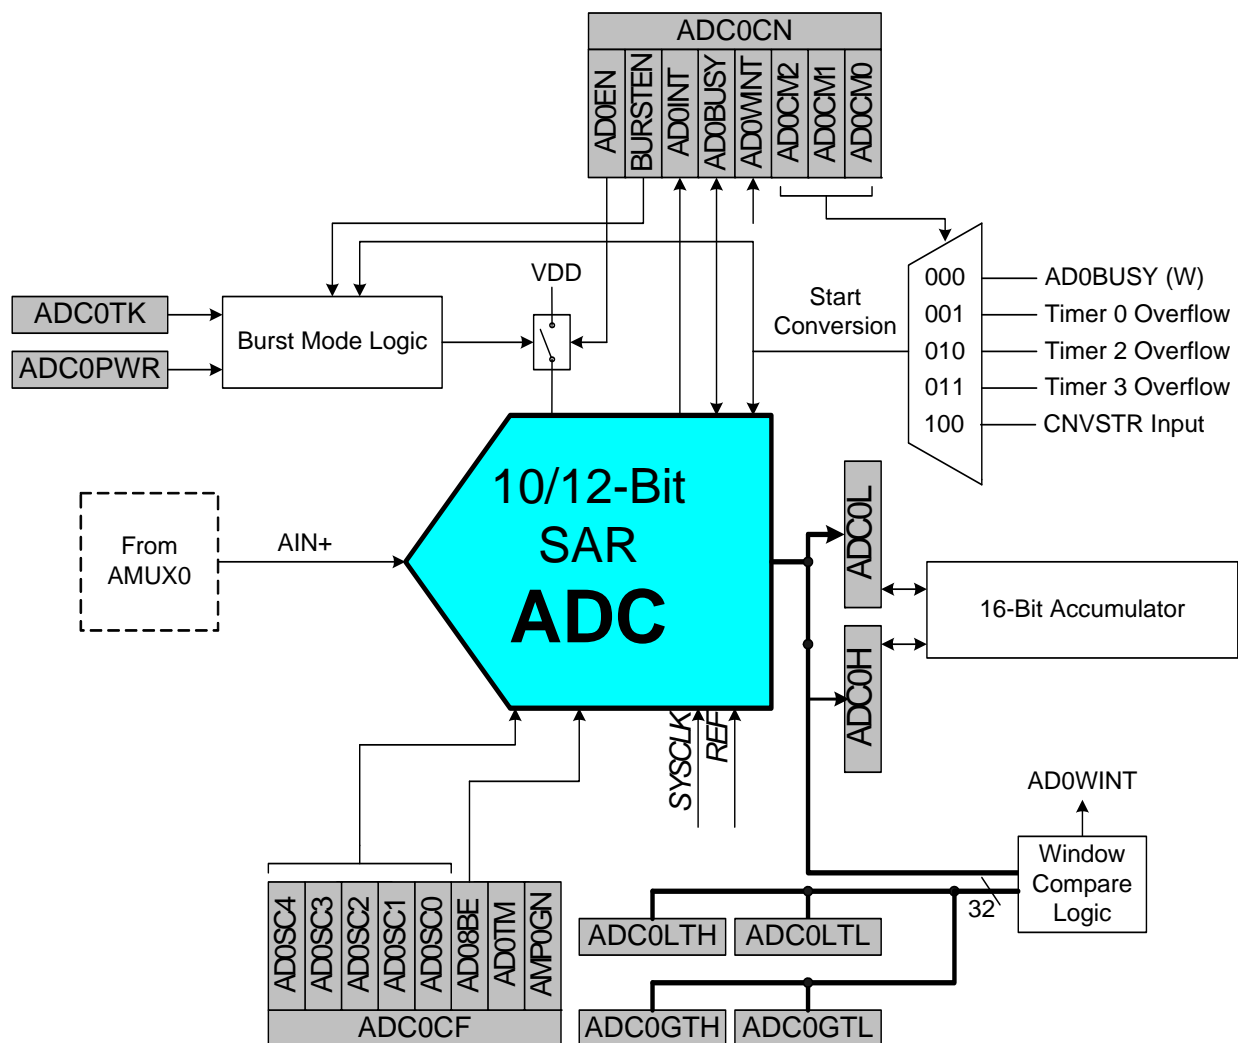 ADC0CN
AD0EN
BURSTEN
AD0INT
AD0BUSY
AD0WINT
AD0CM2
AD0CM1
AD0CM0
VDD
ADC0TK
ADC0PWR
Burst Mode Logic
Start
Conversion
000
001
010
011
100
AD0BUSY (W)
Timer 0 Overflow
Timer 2 Overflow
Timer 3 Overflow
CNVSTR Input
From
AMUX0
AIN+
10/12-Bit
SAR
ADC
ADC0L
ADC0H
16-Bit Accumulator
SYSCLK
REF
AD0WINT
Window
Compare
Logic
32
AD0SC4
AD0SC3
AD0SC2
AD0SC1
AD0SC0
AD08BE
AD0TM
AMP0GN
ADC0CF
ADC0LTH
ADC0LTL
ADC0GTH
ADC0GTL